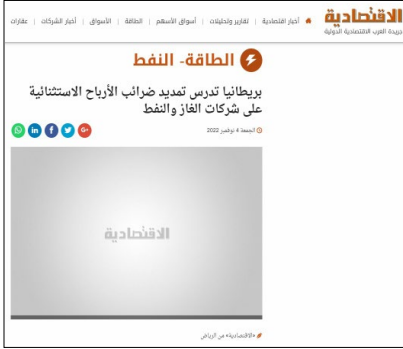 الاقتصادية
جريدة العرب الاقتصادية الدولية
أخبار اقتصادية | تقارير وتحليلات | أسواق الأسهم | الطاقة | الأسواق | أخبار الشركات | عقارات
الطاقة- النفط
بريطانيا تدرس تمديد ضرائب الأرباح الاستثنائية
على شركات الغاز والنفط
الجمعة 4 نوفمبر 2022
الاقتصادية
«الاقتصادية» من الرياض